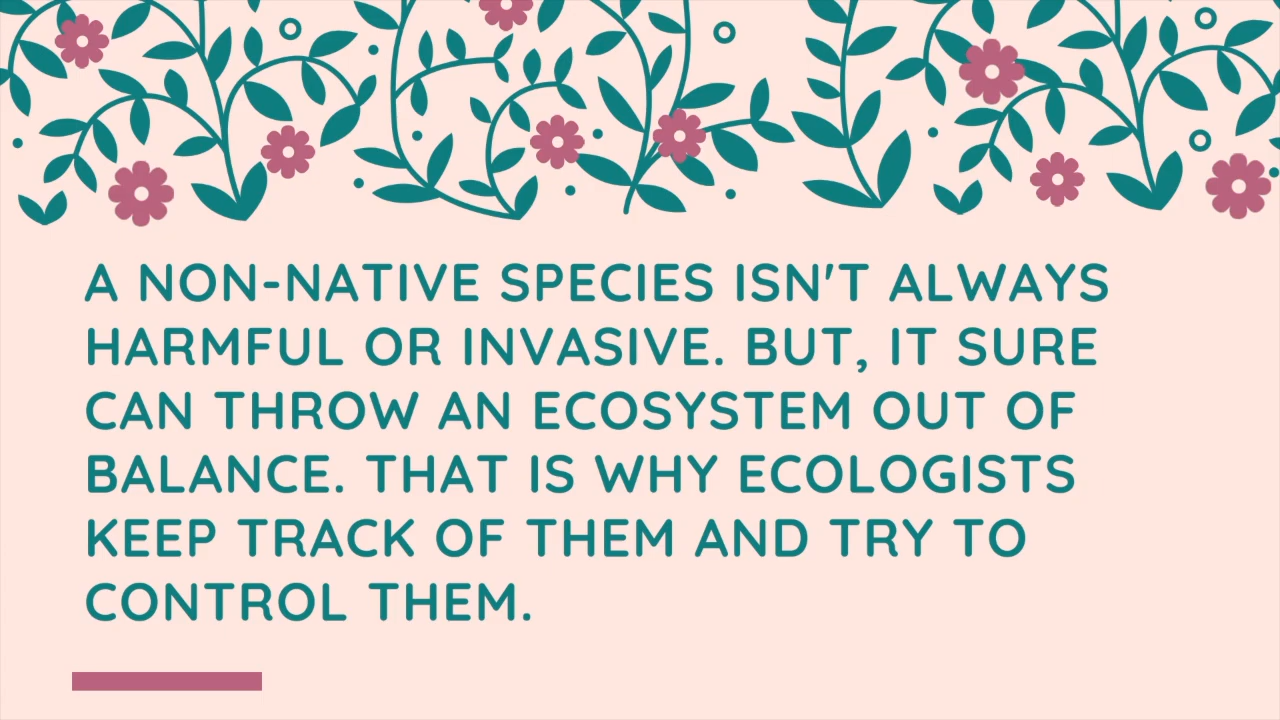 A NON-NATIVE SPECIES ISN'T ALWAYS
HARMFUL OR INVASIVE. BUT, IT SURE
CAN THROW AN ECOSYSTEM OUT OF
BALANCE. THAT IS WHY ECOLOGISTS
KEEP TRACK OF THEM AND TRY TO
CONTROL THEM.